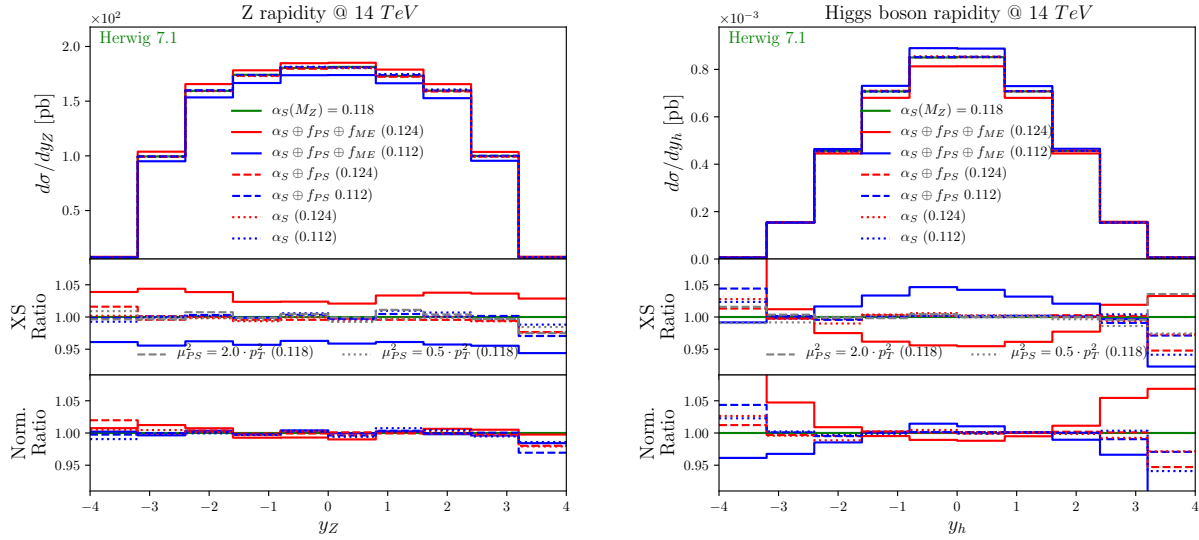 Z rapidity @ 14 TeV
×10²
Herwig 7.1
2.0
1.5
1.0
0.5
dσ/dy_Z [pb]
α_S(M_Z) = 0.118
α_S ⊕ f_PS ⊕ f_ME (0.124)
α_S ⊕ f_PS ⊕ f_ME (0.112)
α_S ⊕ f_PS (0.124)
α_S ⊕ f_PS 0.112)
α_S (0.124)
α_S (0.112)
XS
Ratio
1.05
1.00
0.95
μ²_PS = 2.0 · p²_T (0.118)
μ²_PS = 0.5 · p²_T (0.118)
Norm.
Ratio
1.05
1.00
0.95
−4 −3 −2 −1 0 1 2 3 4
y_Z
Higgs boson rapidity @ 14 TeV
×10⁻³
Herwig 7.1
0.8
0.6
0.4
0.2
0.0
dσ/dy_h [pb]
α_S(M_Z) = 0.118
α_S ⊕ f_PS ⊕ f_ME (0.124)
α_S ⊕ f_PS ⊕ f_ME (0.112)
α_S ⊕ f_PS (0.124)
α_S ⊕ f_PS 0.112)
α_S (0.124)
α_S (0.112)
XS
Ratio
1.05
1.00
0.95
μ²_PS = 2.0 · p²_T (0.118)
μ²_PS = 0.5 · p²_T (0.118)
Norm.
Ratio
1.05
1.00
0.95
−4 −3 −2 −1 0 1 2 3 4
y_h